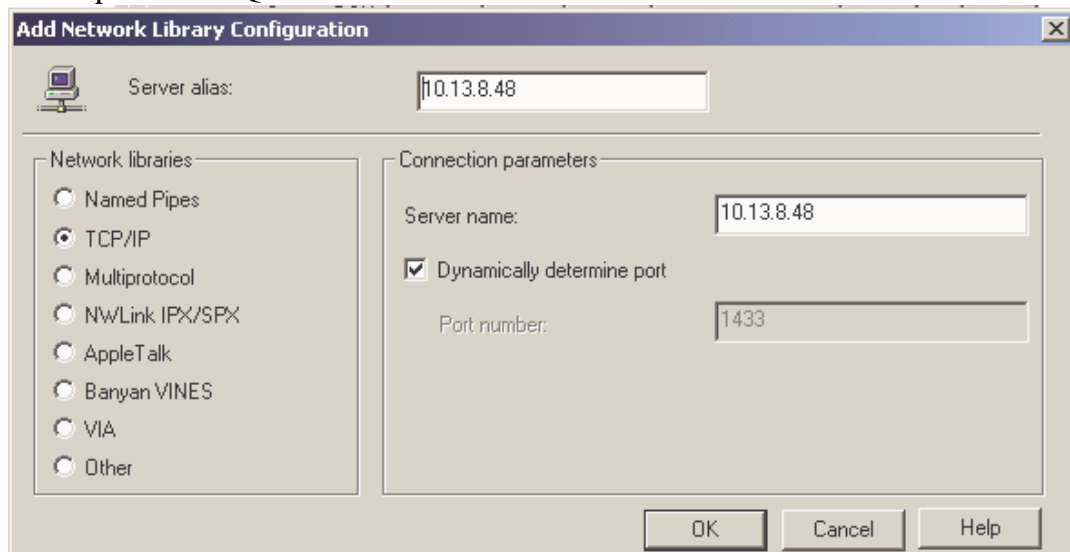 Add Network Library Configuration
Server alias:
10.13.8.48
Network libraries
Named Pipes
TCP/IP
Multiprotocol
NWLink IPX/SPX
AppleTalk
Banyan VINES
VIA
Other
Connection parameters
Server name:
10.13.8.48
Dynamically determine port
Port number:
1433
OK
Cancel
Help